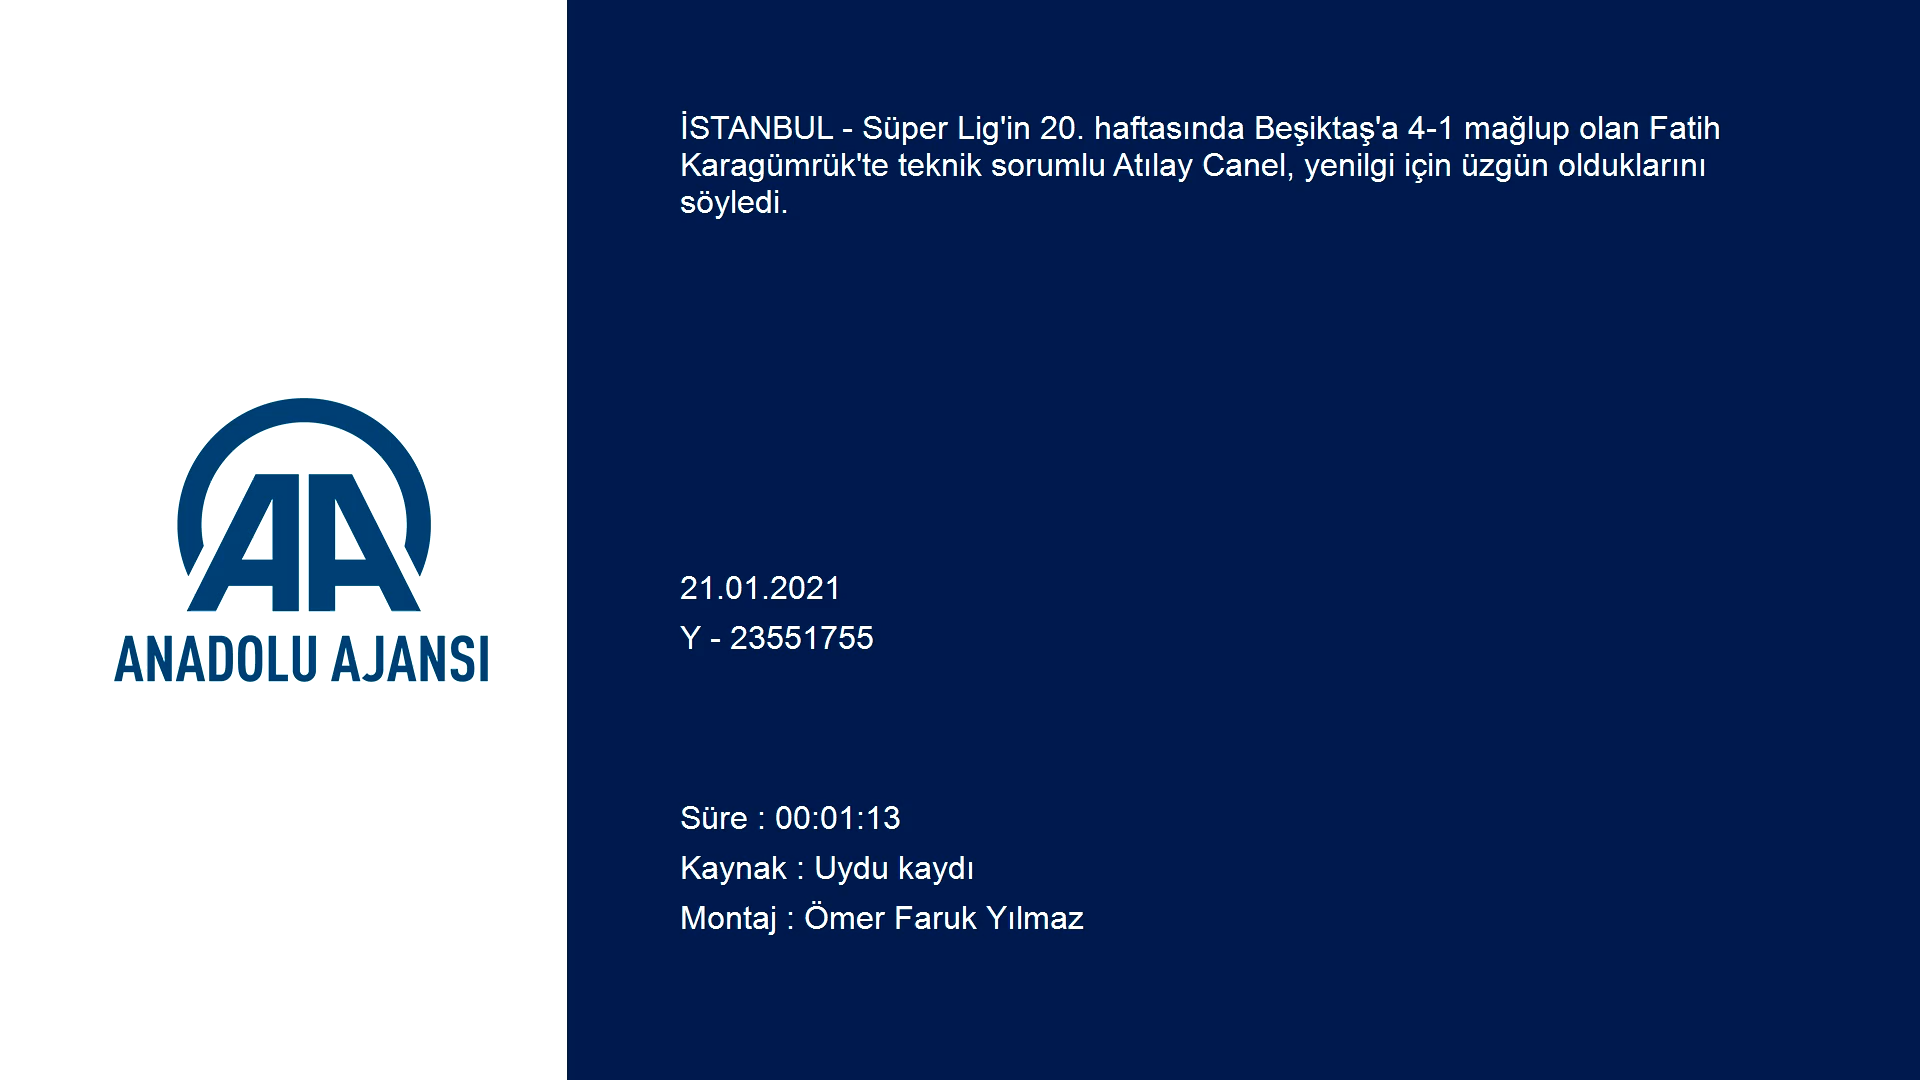 İSTANBUL - Süper Lig'in 20. haftasında Beşiktaş'a 4-1 mağlup olan Fatih
Karagümrük'te teknik sorumlu Atılay Canel, yenilgi için üzgün olduklarını
söyledi.
AA
ANADOLU AJANSI
21.01.2021
Y - 23551755
Süre : 00:01:13
Kaynak : Uydu kaydı
Montaj : Ömer Faruk Yılmaz